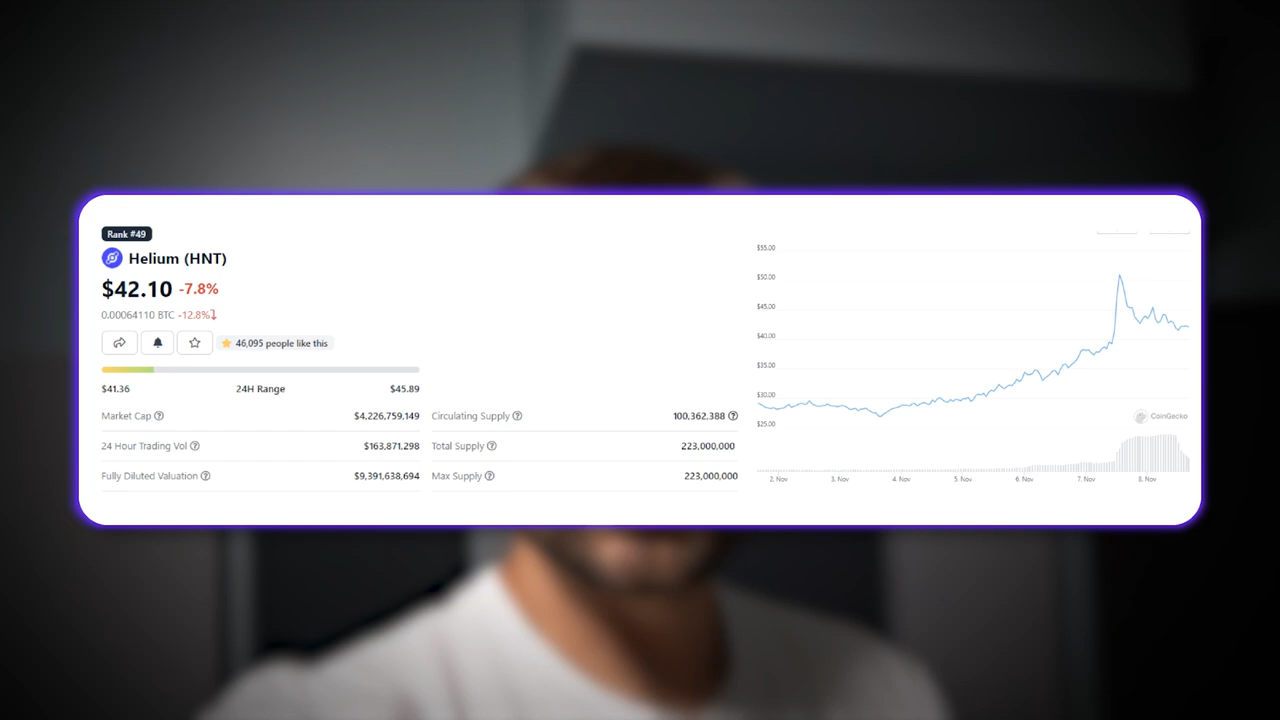 Rank #49
Helium (HNT)
$42.10 -7.8%
0.00064110 BTC -12.8%
46,095 people like this
$41.36 24H Range $45.89
Market Cap $4,226,759,149
24 Hour Trading Vol $163,871,298
Fully Diluted Valuation $9,391,638,694
Circulating Supply 100,362,388
Total Supply 223,000,000
Max Supply 223,000,000
$55.00
$50.00
$45.00
$40.00
$35.00
$30.00
$25.00
CoinGecko
2. Nov 3. Nov 4. Nov 5. Nov 6. Nov 7. Nov 8. Nov